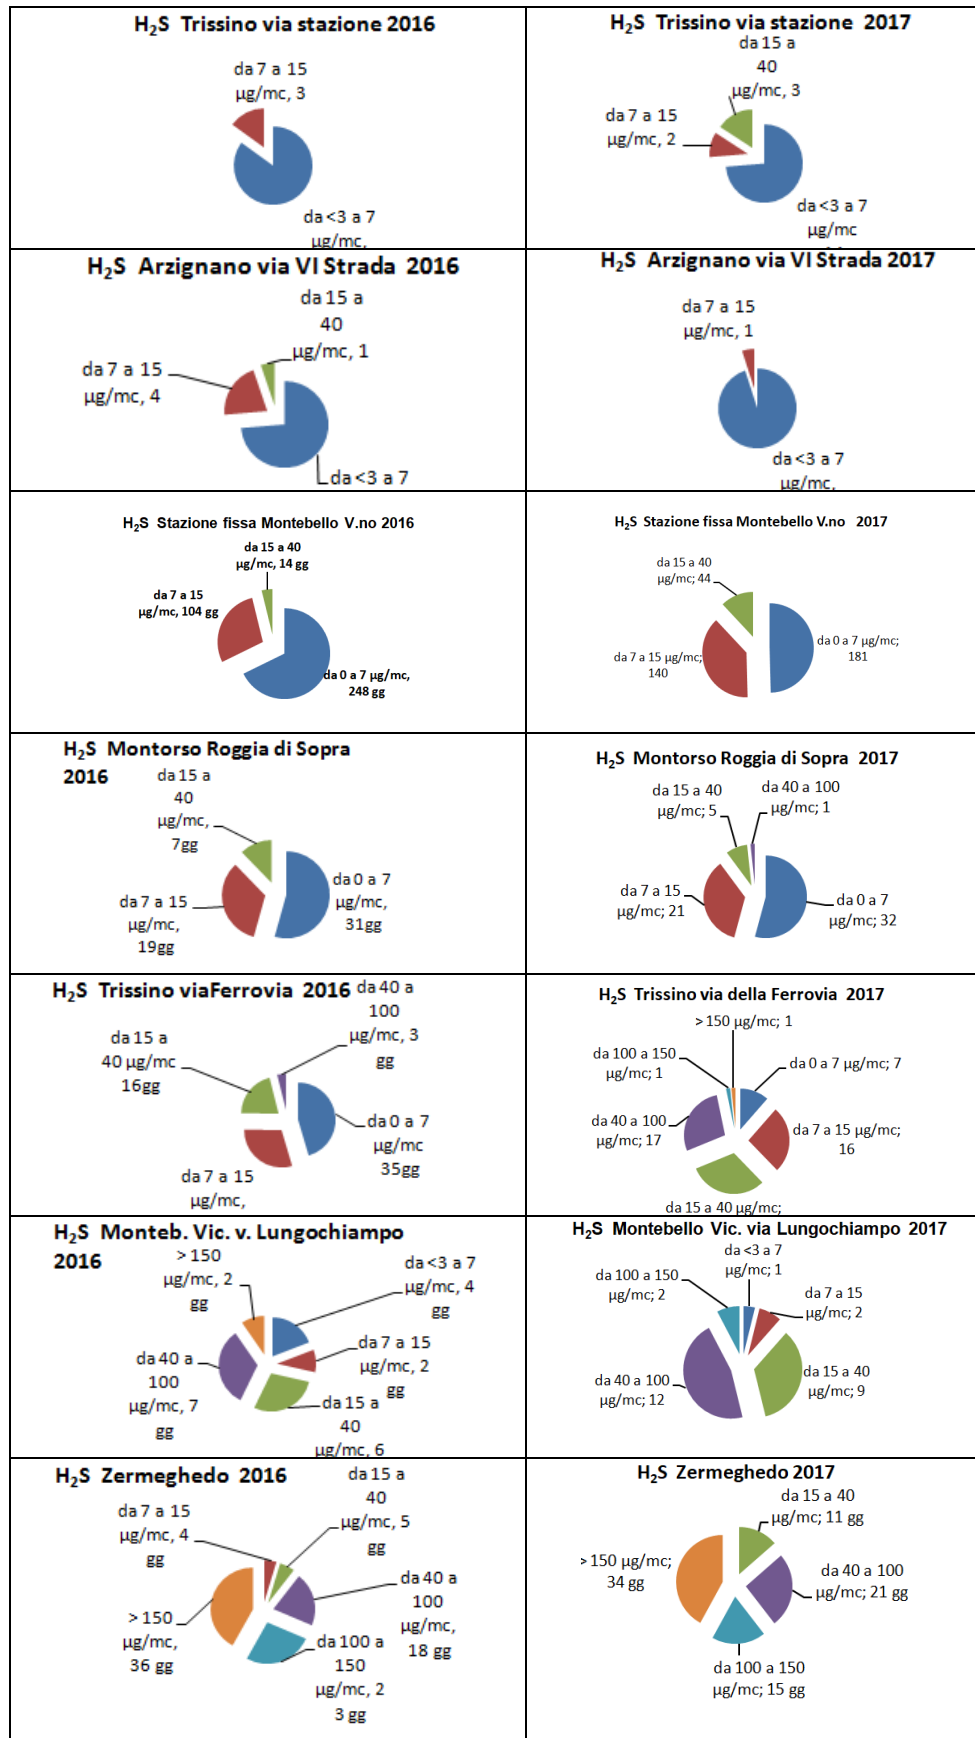 H₂S Trissino via stazione 2016
da 7 a 15
µg/mc, 3
da <3 a 7
µg/mc,
H₂S Trissino via stazione 2017
da 15 a
40
µg/mc, 3
da 7 a 15
µg/mc, 2
da <3 a 7
µg/mc
H₂S Arzignano via VI Strada 2016
da 15 a
40
µg/mc, 1
da 7 a 15
µg/mc, 4
da <3 a 7
H₂S Arzignano via VI Strada 2017
da 7 a 15
µg/mc, 1
da <3 a 7
µg/mc,
H₂S Stazione fissa Montebello V.no 2016
da 15 a 40
µg/mc, 14 gg
da 7 a 15
µg/mc, 104 gg
da 0 a 7 µg/mc,
248 gg
H₂S Stazione fissa Montebello V.no 2017
da 15 a 40
µg/mc; 44
da 0 a 7 µg/mc;
181
da 7 a 15 µg/mc;
140
H₂S Montorso Roggia di Sopra
2016
da 15 a
40
µg/mc,
7gg
da 0 a 7
µg/mc,
31gg
da 7 a 15
µg/mc,
19gg
H₂S Montorso Roggia di Sopra 2017
da 15 a 40
µg/mc; 5
da 40 a 100
µg/mc; 1
da 7 a 15
µg/mc; 21
da 0 a 7
µg/mc; 32
H₂S Trissino viaFerrovia 2016
da 40 a
100
µg/mc, 3
gg
da 15 a
40 µg/mc
16gg
da 0 a 7
µg/mc
35gg
da 7 a 15
µg/mc,
H₂S Trissino via della Ferrovia 2017
> 150 µg/mc; 1
da 100 a 150
µg/mc; 1
da 0 a 7 µg/mc; 7
da 40 a 100
µg/mc; 17
da 7 a 15 µg/mc;
16
da 15 a 40 µg/mc;
H₂S Monteb. Vic. v. Lungochiampo
2016
> 150
µg/mc, 2
gg
da <3 a 7
µg/mc, 4
gg
da 7 a 15
µg/mc, 2
gg
da 40 a
100
µg/mc, 7
gg
da 15 a
40
µg/mc, 6
H₂S Montebello Vic. via Lungochiampo 2017
da <3 a 7
µg/mc; 1
da 100 a 150
µg/mc; 2
da 7 a 15
µg/mc; 2
da 40 a 100
µg/mc; 12
da 15 a 40
µg/mc; 9
H₂S Zermeghedo 2016
da 15 a
40
µg/mc, 5
gg
da 7 a 15
µg/mc, 4
gg
da 40 a
100
µg/mc,
18 gg
> 150
µg/mc,
36 gg
da 100 a
150
µg/mc, 2
3 gg
H₂S Zermeghedo 2017
da 15 a 40
µg/mc; 11 gg
> 150 µg/mc;
34 gg
da 40 a 100
µg/mc; 21 gg
da 100 a 150
µg/mc; 15 gg